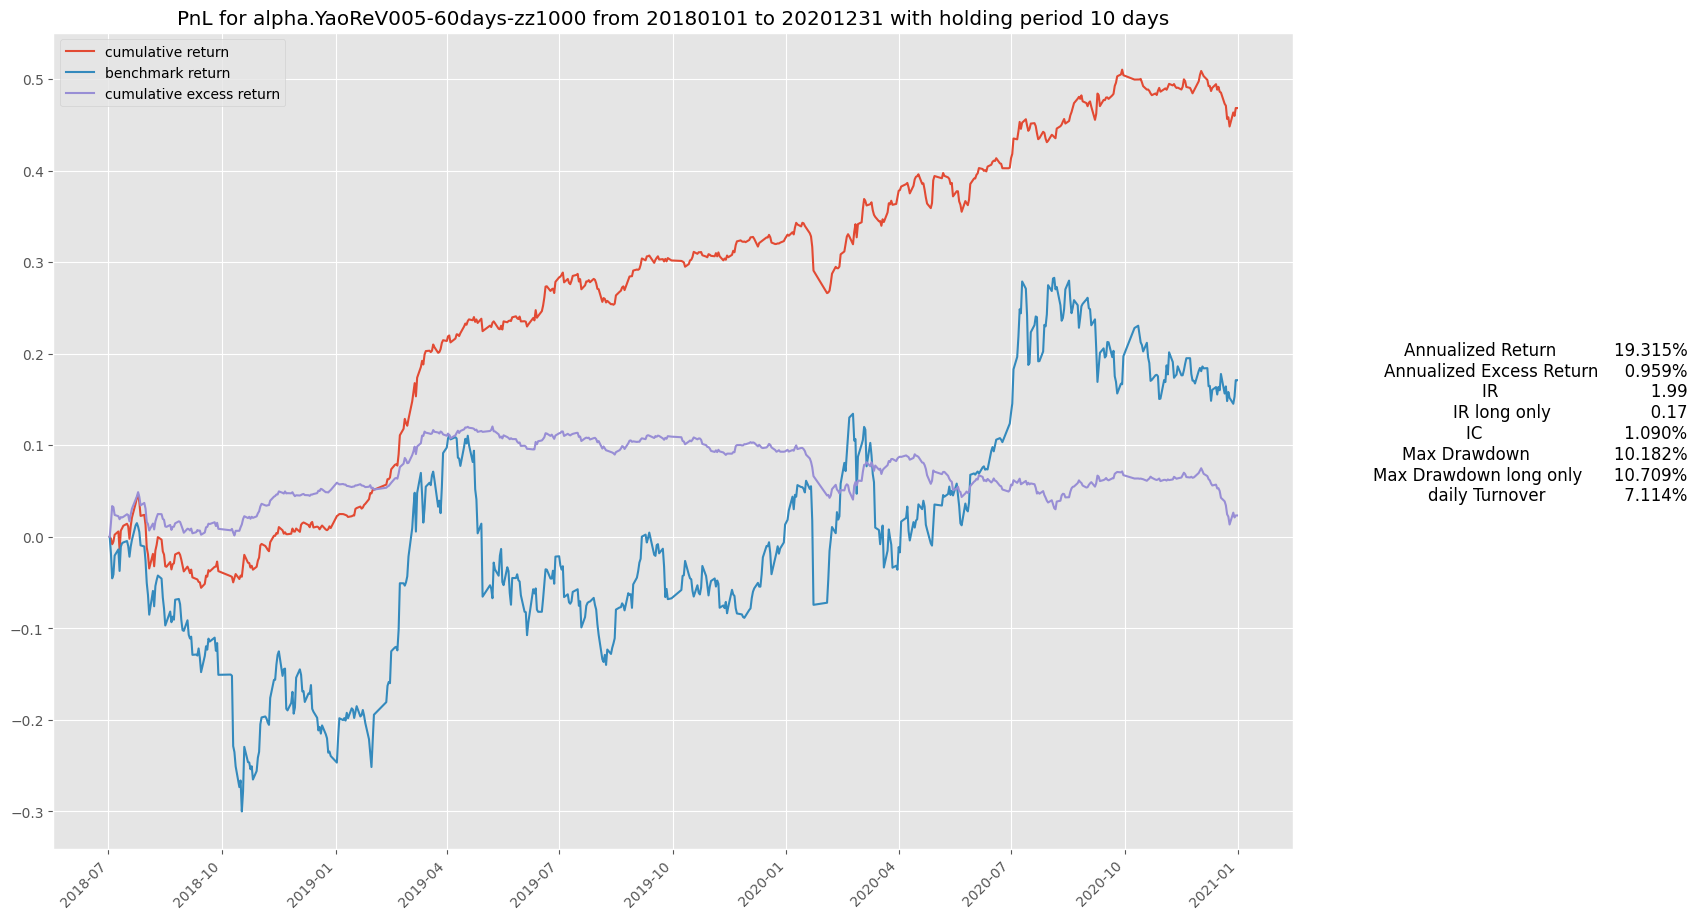 PnL for alpha.YaoReV005-60days-zz1000 from 20180101 to 20201231 with holding period 10 days
cumulative return
benchmark return
cumulative excess return
0.5
0.4
0.3
0.2
0.1
0.0
−0.1
−0.2
−0.3
2018-07
2018-10
2019-01
2019-04
2019-07
2019-10
2020-01
2020-04
2020-07
2020-10
2021-01
Annualized Return 19.315%
Annualized Excess Return 0.959%
IR 1.99
IR long only 0.17
IC 1.090%
Max Drawdown 10.182%
Max Drawdown long only 10.709%
daily Turnover 7.114%